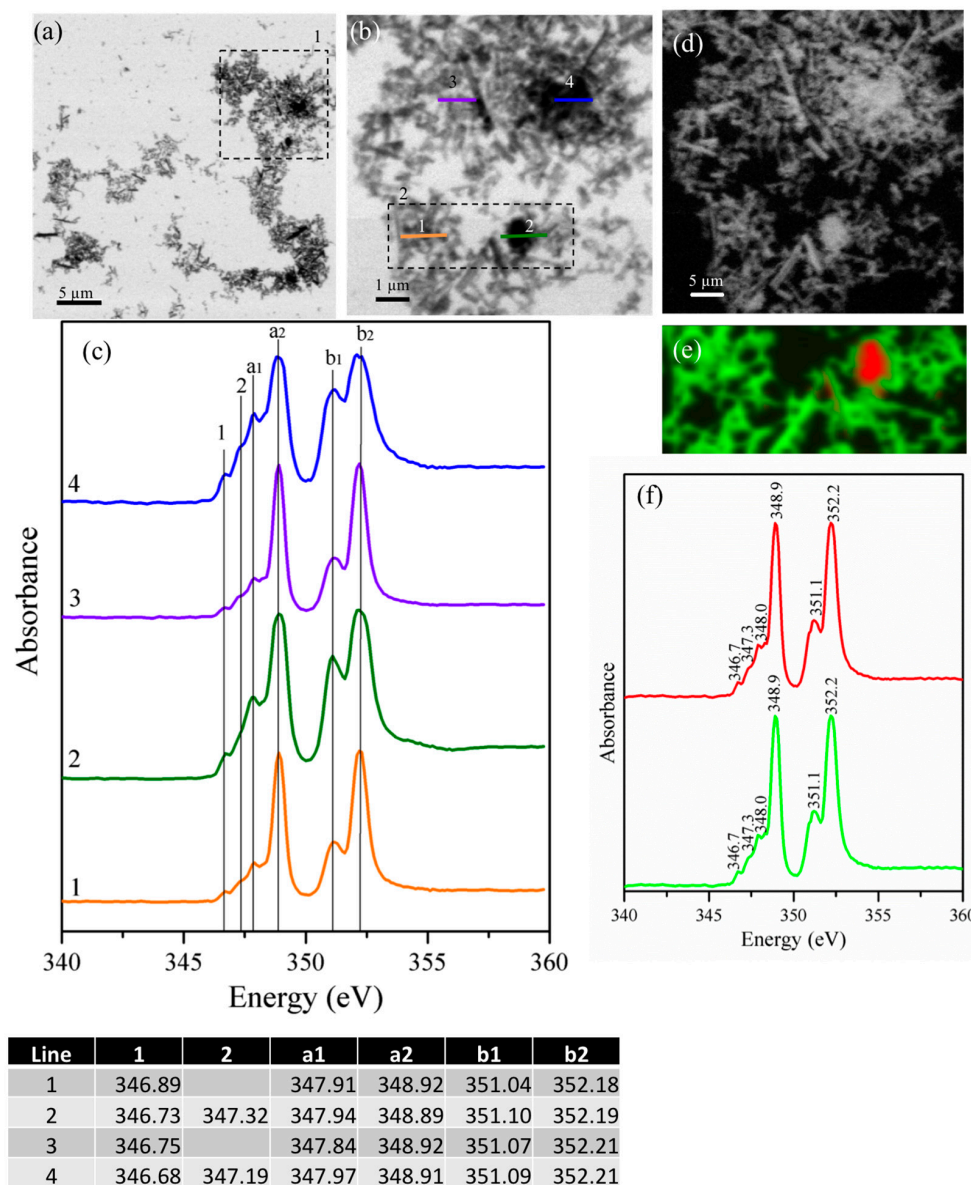 (a)
1
5 µm
(b)
3
4
2
1
2
1 µm
(d)
5 µm
(c)
1
2
a1
a2
b1
b2
4
3
2
1
Absorbance
340 345 350 355 360
Energy (eV)
(e)
(f)
346.7
347.3
348.0
348.9
351.1
352.2
346.7
347.3
348.0
348.9
351.1
352.2
Absorbance
340 345 350 355 360
Energy (eV)
Line 1 2 a1 a2 b1 b2
1 346.89 347.91 348.92 351.04 352.18
2 346.73 347.32 347.94 348.89 351.10 352.19
3 346.75 347.84 348.92 351.07 352.21
4 346.68 347.19 347.97 348.91 351.09 352.21